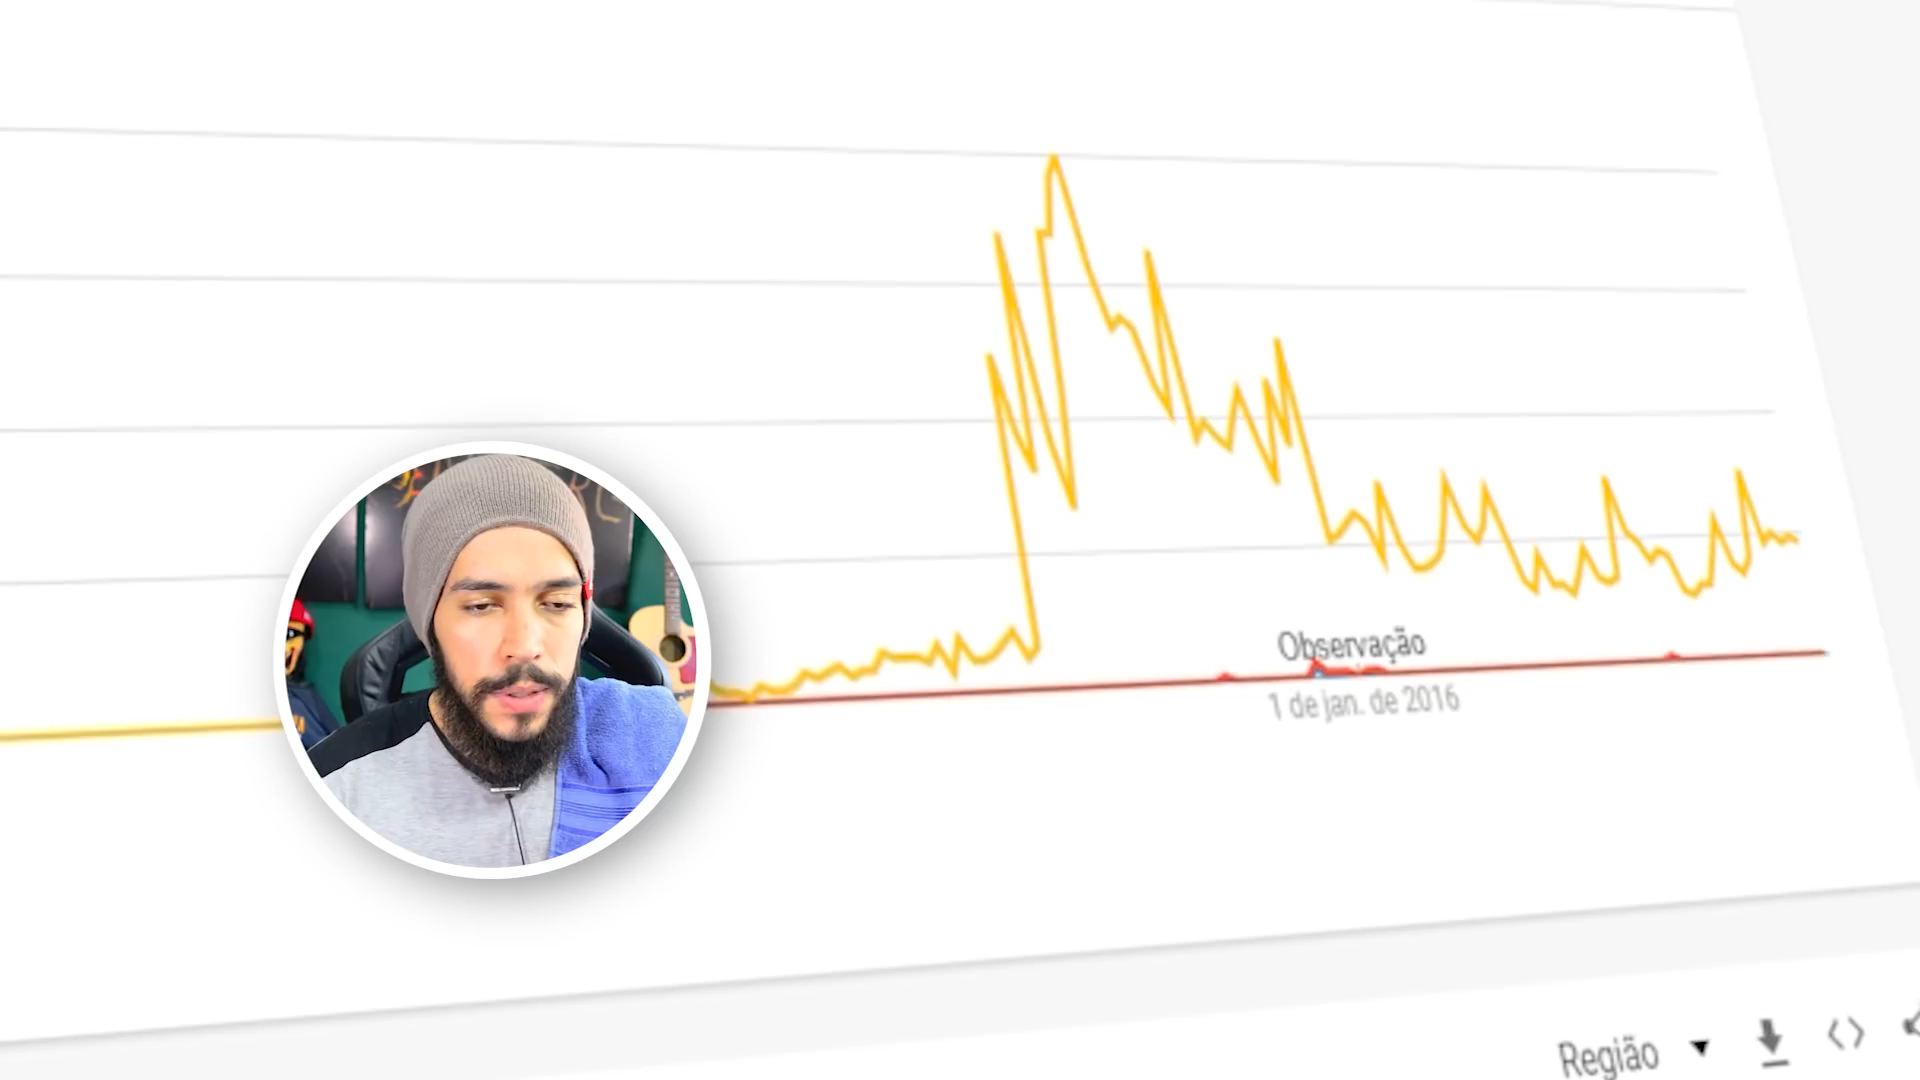 Observação
1 de jan. de 2016
Região